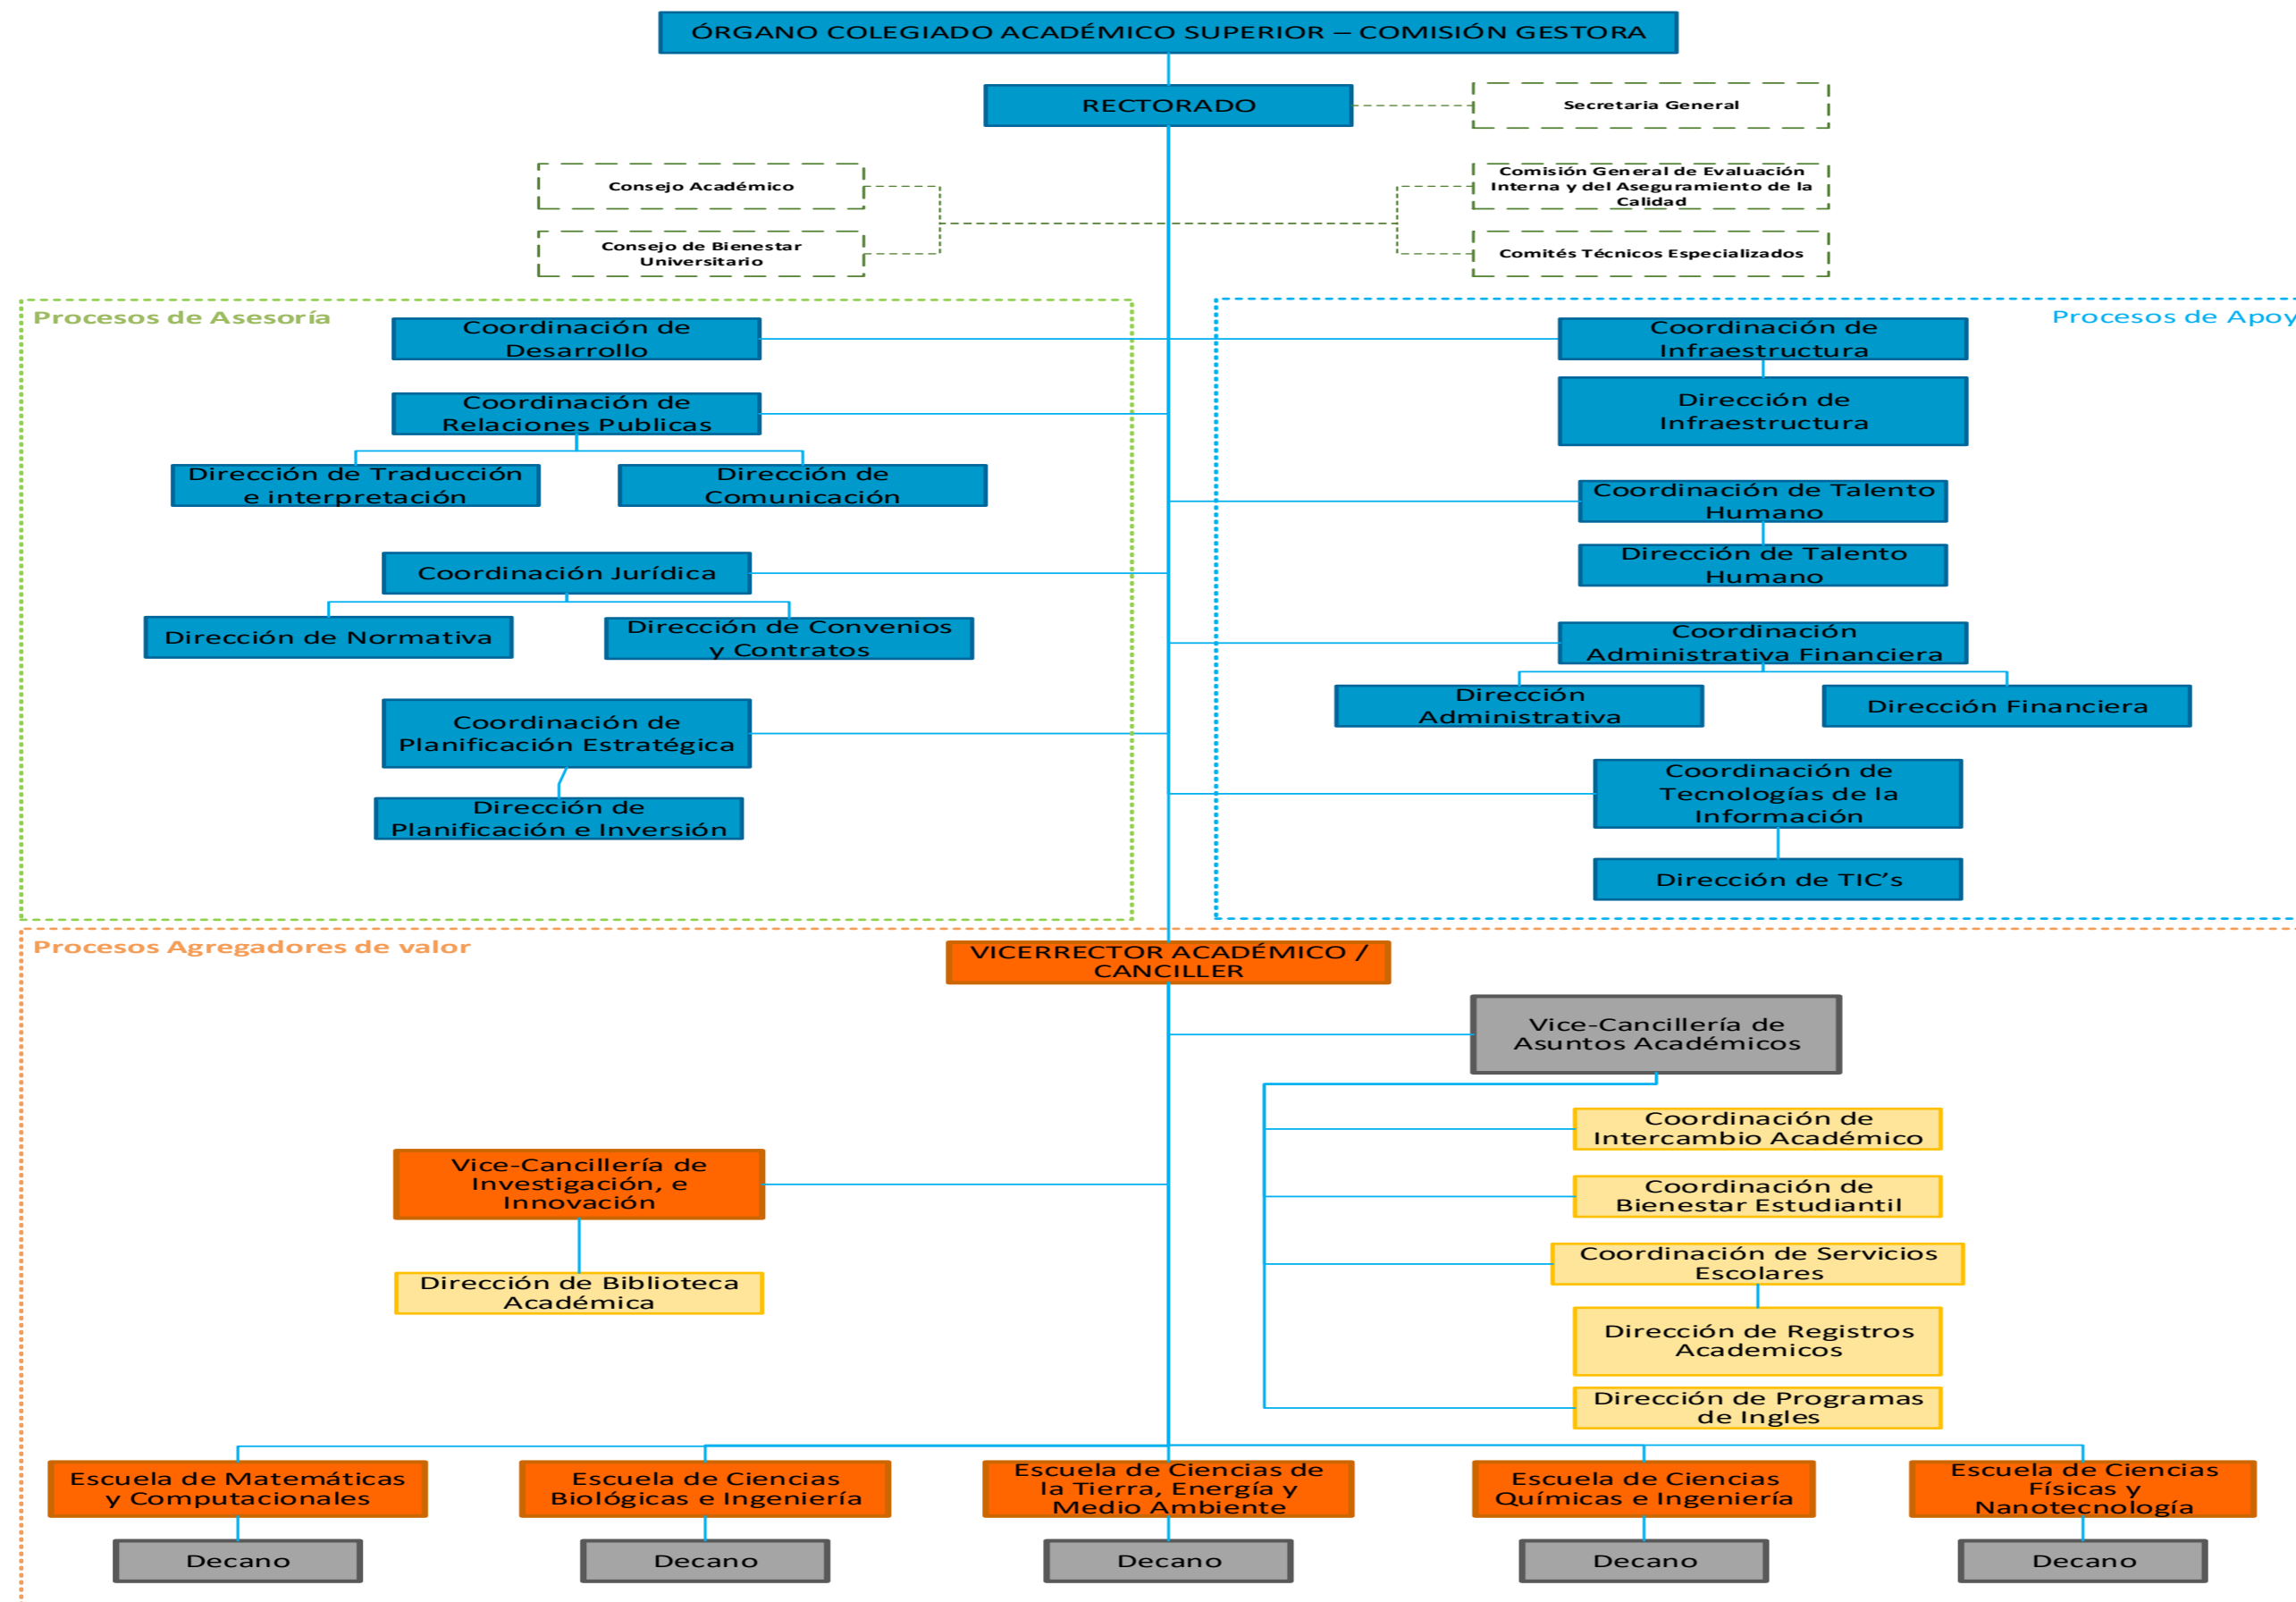 ÓRGANO COLEGIADO ACADÉMICO SUPERIOR – COMISIÓN GESTORA
RECTORADO
Secretaria General
Consejo Académico
Comisión General de Evaluación
Interna y del Aseguramiento de la
Calidad
Consejo de Bienestar
Universitario
Comités Técnicos Especializados
Procesos de Asesoría
Coordinación de
Desarrollo
Coordinación de
Relaciones Publicas
Dirección de Traducción
e interpretación
Dirección de
Comunicación
Coordinación Jurídica
Dirección de Normativa
Dirección de Convenios
y Contratos
Coordinación de
Planificación Estratégica
Dirección de
Planificación e Inversión
Procesos de Apoy
Coordinación de
Infraestructura
Dirección de
Infraestructura
Coordinación de Talento
Humano
Dirección de Talento
Humano
Coordinación
Administrativa Financiera
Dirección
Administrativa
Dirección Financiera
Coordinación de
Tecnologías de la
Información
Dirección de TIC’s
Procesos Agregadores de valor
VICERRECTOR ACADÉMICO /
CANCILLER
Vice-Cancillería de
Asuntos Académicos
Coordinación de
Intercambio Académico
Coordinación de
Bienestar Estudiantil
Coordinación de Servicios
Escolares
Dirección de Registros
Academicos
Dirección de Programas
de Ingles
Vice-Cancillería de
Investigación, e
Innovación
Dirección de Biblioteca
Académica
Escuela de Matemáticas
y Computacionales
Escuela de Ciencias
Biológicas e Ingeniería
Escuela de Ciencias de
la Tierra, Energía y
Medio Ambiente
Escuela de Ciencias
Químicas e Ingeniería
Escuela de Ciencias
Físicas y
Nanotecnología
Decano
Decano
Decano
Decano
Decano